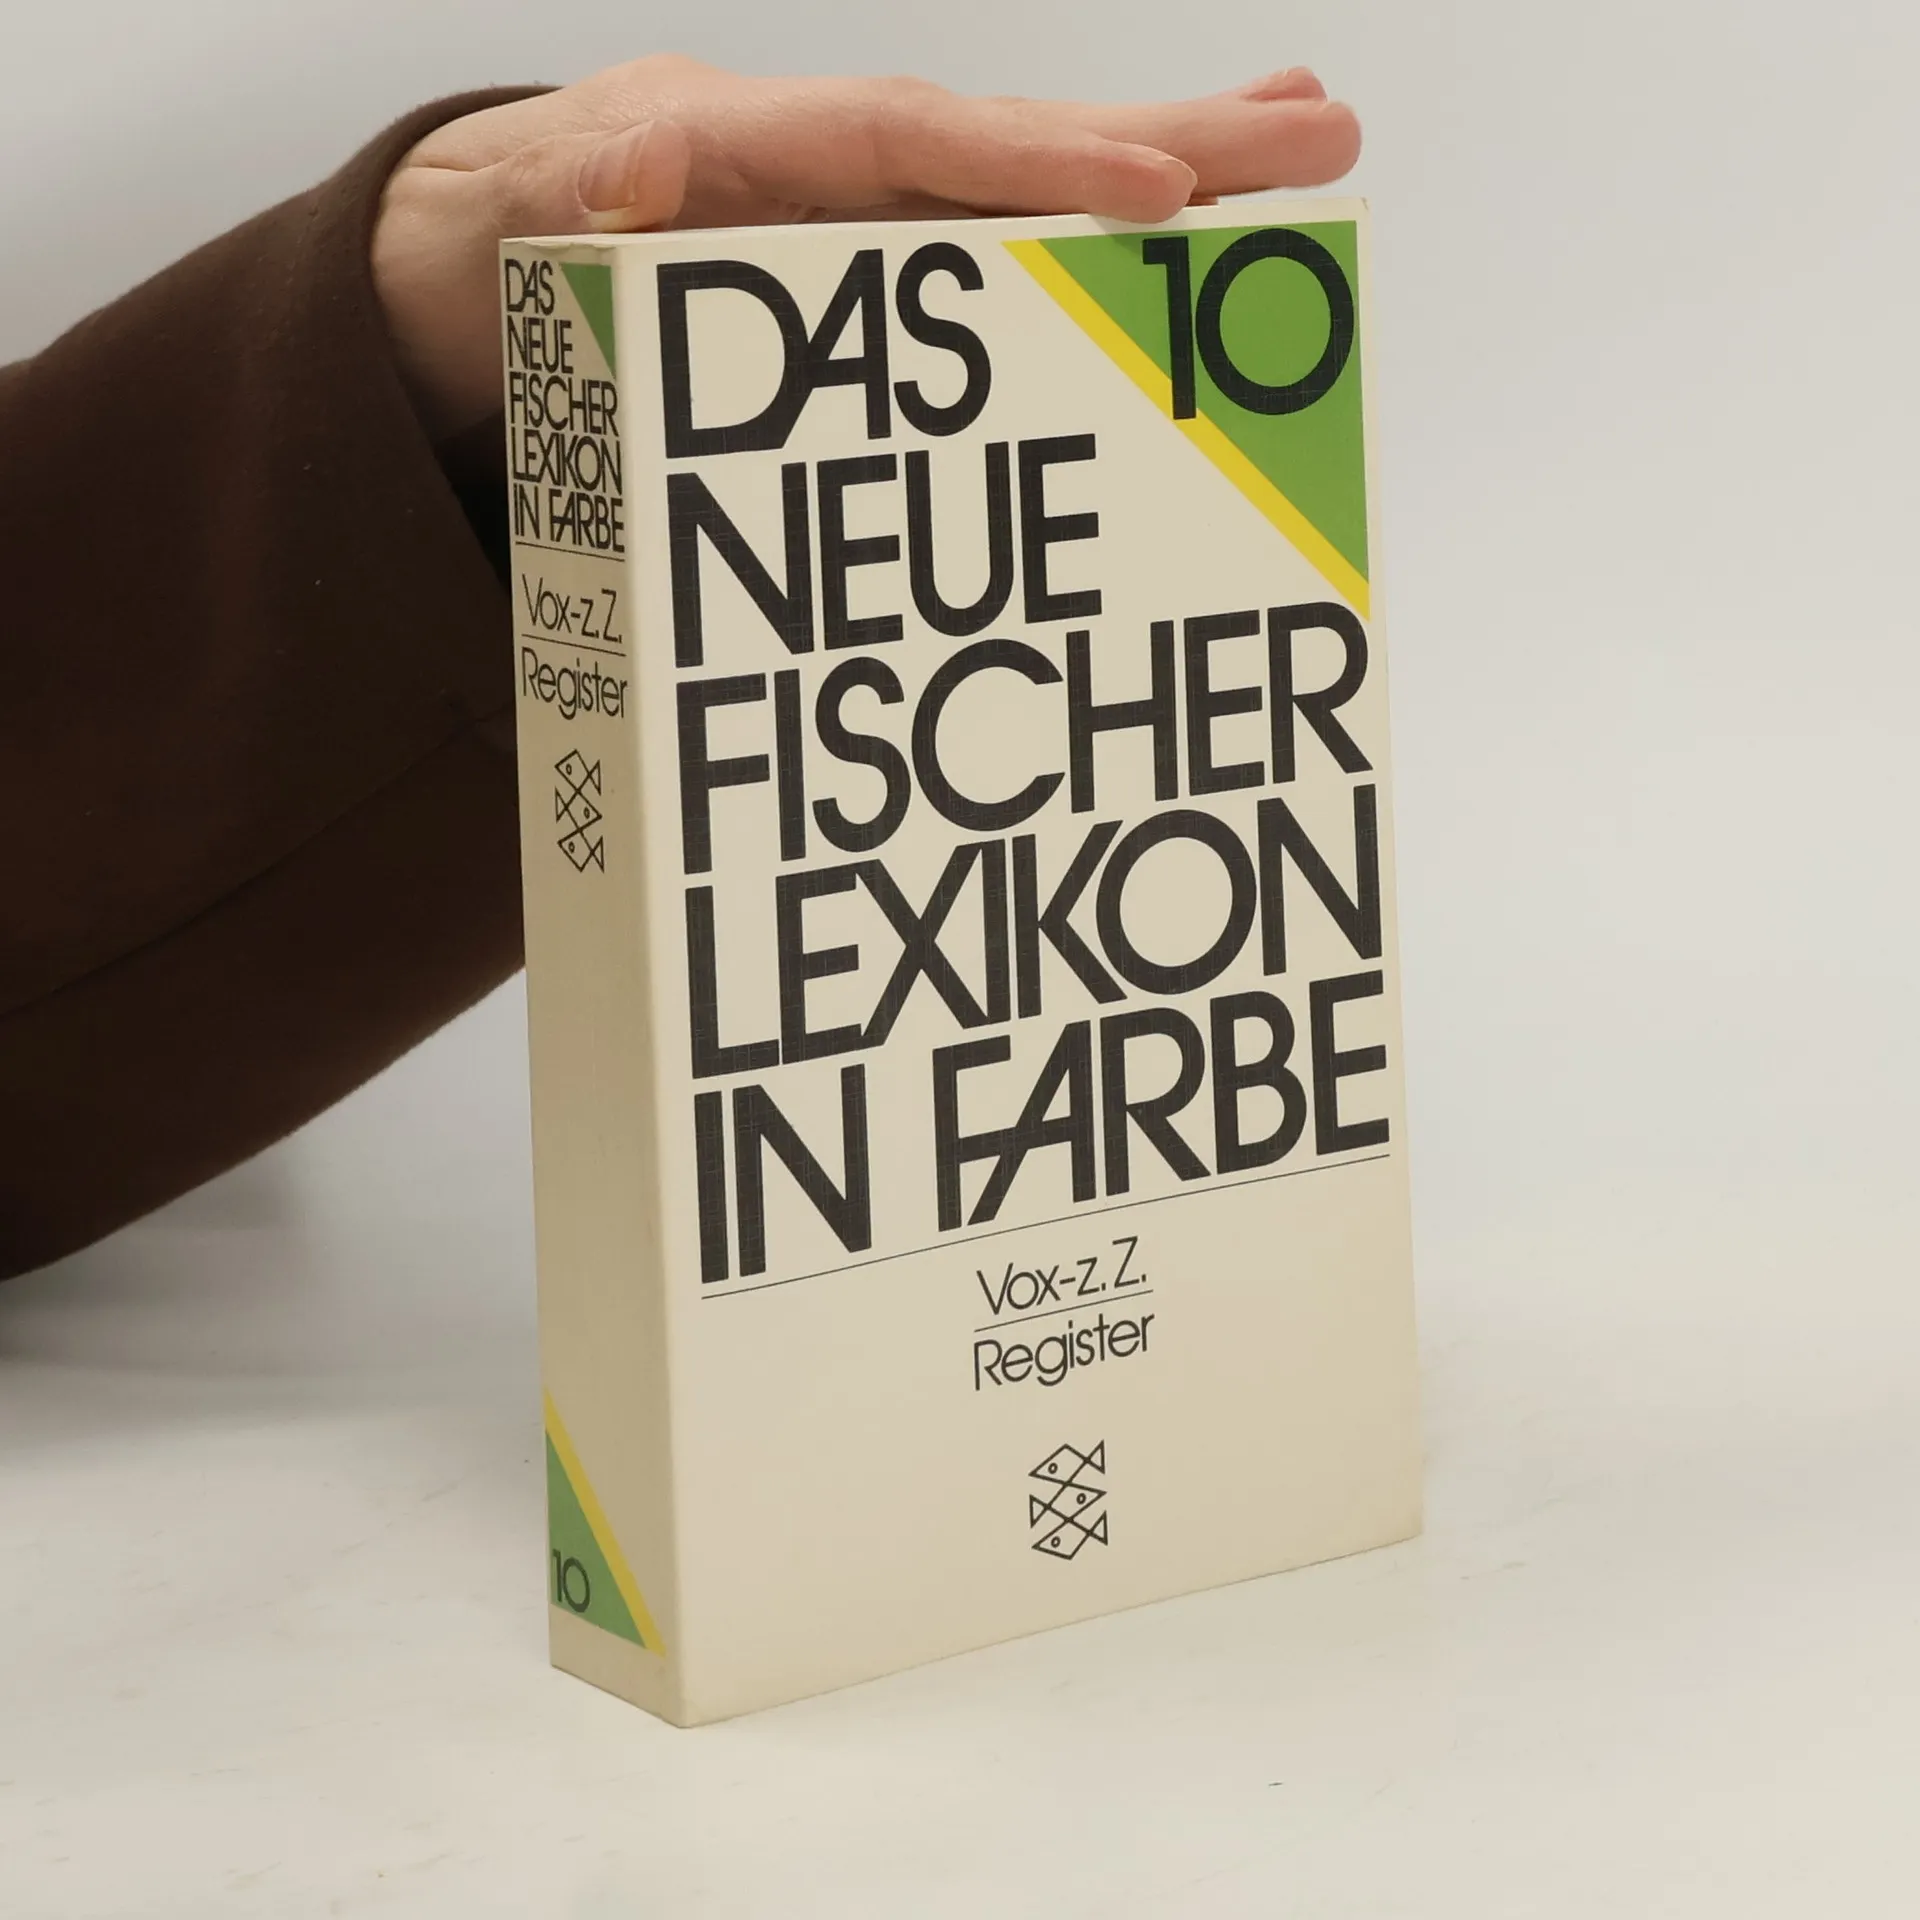 DAS
NEUE
FISCHER
LEXIKON
IN FARBE
Vox-z.Z.
Register
10
DAS
10
NEUE
FISCHER
LEXIKON
IN FARBE
Vox-z.Z.
Register